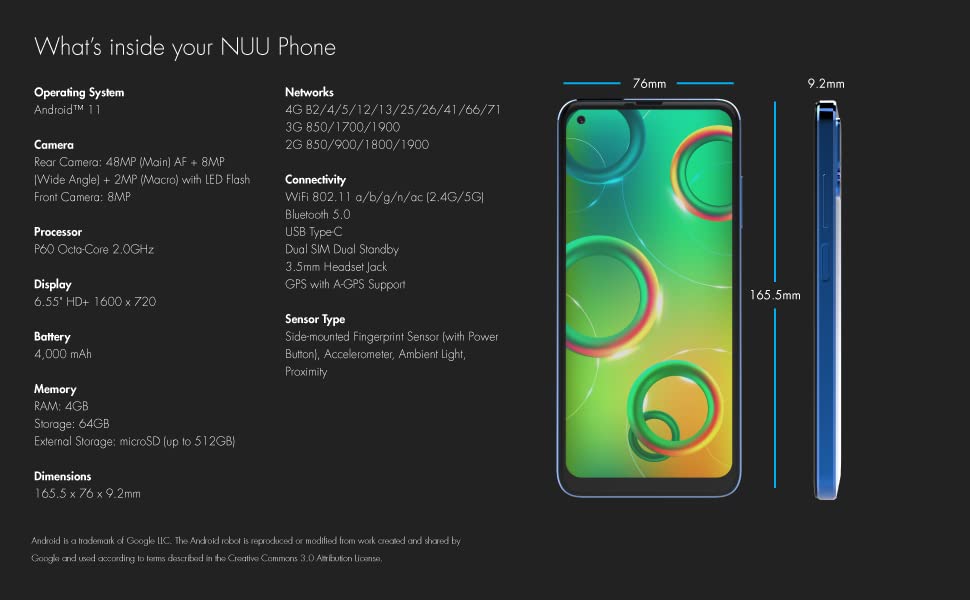 What's inside your NUU Phone
Operating System
Android™ 11
Camera
Rear Camera: 48MP (Main) AF + 8MP
(Wide Angle) + 2MP (Macro) with LED Flash
Front Camera: 8MP
Processor
P60 Octa-Core 2.0GHz
Display
6.55" HD+ 1600 x 720
Battery
4,000 mAh
Memory
RAM: 4GB
Storage: 64GB
External Storage: microSD (up to 512GB)
Dimensions
165.5 x 76 x 9.2mm
Networks
4G B2/4/5/12/13/25/26/41/66/71
3G 850/1700/1900
2G 850/900/1800/1900
Connectivity
WiFi 802.11 a/b/g/n/ac (2.4G/5G)
Bluetooth 5.0
USB Type-C
Dual SIM Dual Standby
3.5mm Headset Jack
GPS with A-GPS Support
Sensor Type
Side-mounted Fingerprint Sensor (with Power
Button), Accelerometer, Ambient Light,
Proximity
76mm
9.2mm
165.5mm
Android is a trademark of Google LLC. The Android robot is reproduced or modified from work created and shared by
Google and used according to terms described in the Creative Commons 3.0 Attribution License.